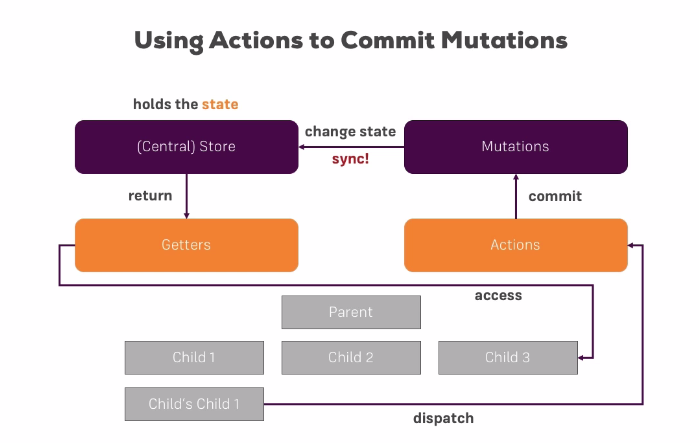 Using Actions to Commit Mutations
holds the state
(Central) Store
change state
sync!
Mutations
return
commit
Getters
Actions
access
Parent
Child 1
Child 2
Child 3
Child's Child 1
dispatch